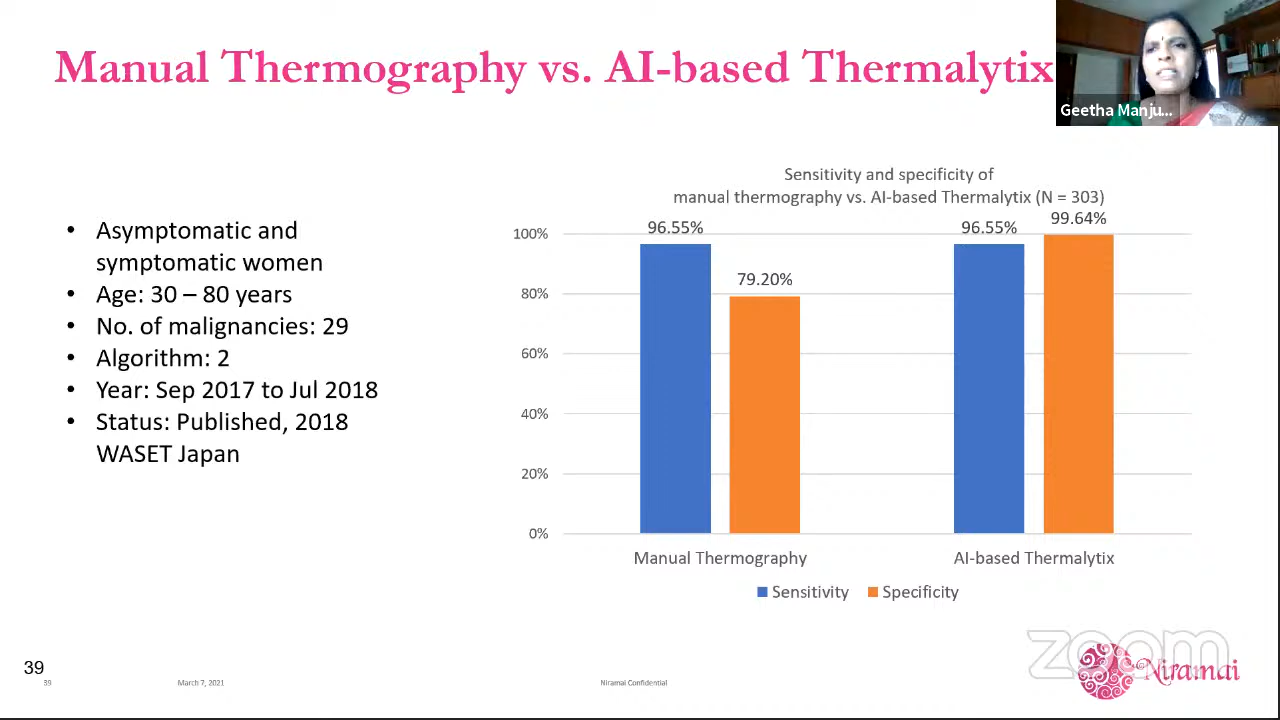 Manual Thermography vs. AI-based Thermalytix
Geetha Manju...
Sensitivity and specificity of
manual thermography vs. AI-based Thermalytix (N = 303)
• Asymptomatic and
symptomatic women
• Age: 30 – 80 years
• No. of malignancies: 29
• Algorithm: 2
• Year: Sep 2017 to Jul 2018
• Status: Published, 2018
WASET Japan
100%
80%
60%
40%
20%
0%
96.55%
79.20%
96.55%
99.64%
Manual Thermography
AI-based Thermalytix
Sensitivity
Specificity
39
39
March 7, 2021
Niramai Confidential
zoom
Niramai